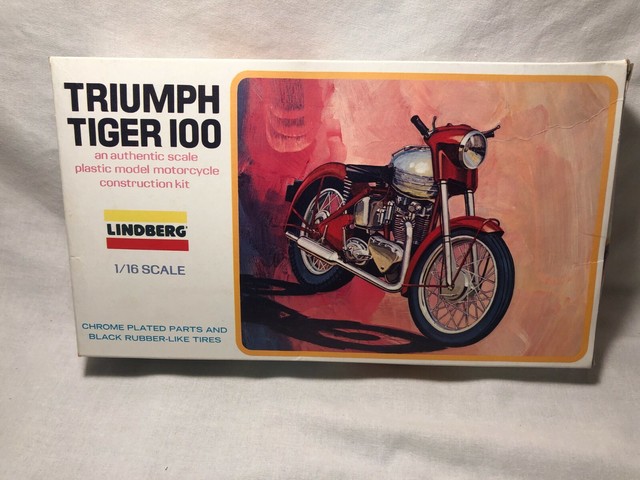 TRIUMPH
TIGER 100
an authentic scale
plastic model motorcycle
construction kit
LINDBERG
1/16 SCALE
CHROME PLATED PARTS AND
BLACK RUBBER-LIKE TIRES